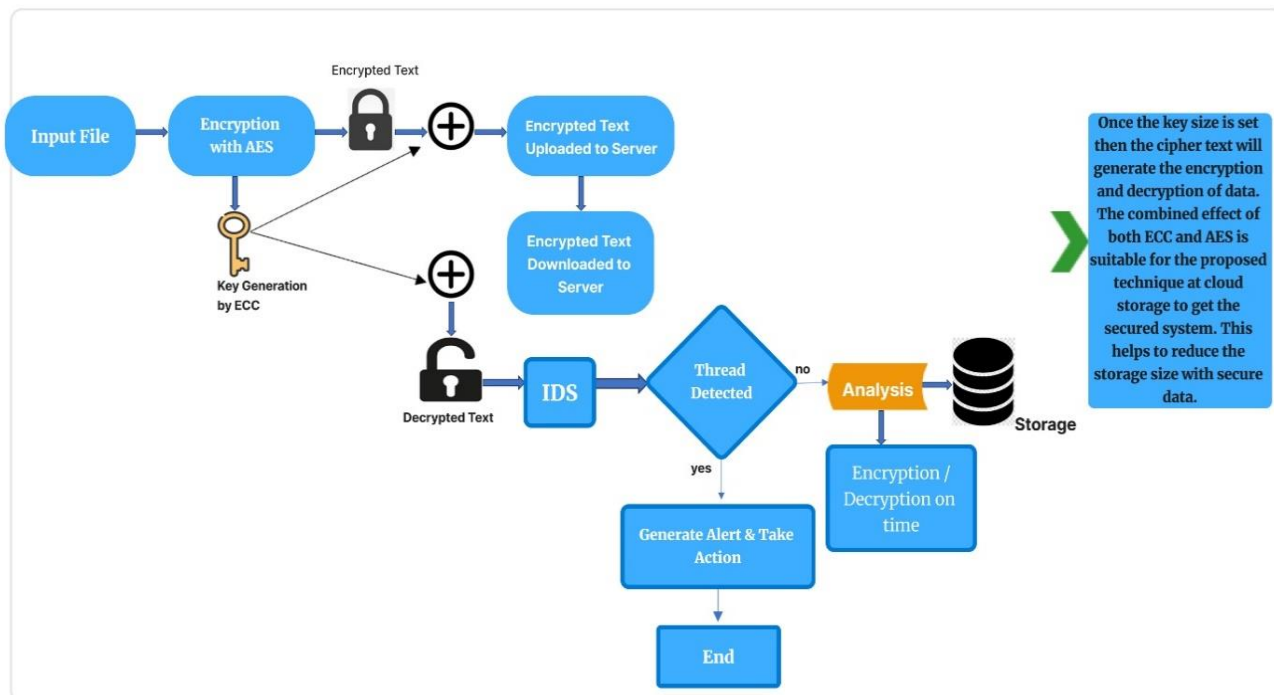 Encrypted Text
Input File
Encryption
with AES
Encrypted Text
Uploaded to Server
Key Generation
by ECC
Encrypted Text
Downloaded to
Server
Decrypted Text
IDS
Thread
Detected
no
Analysis
Storage
yes
Encryption /
Decryption on
time
Generate Alert & Take
Action
End
Once the key size is set
then the cipher text will
generate the encryption
and decryption of data.
The combined effect of
both ECC and AES is
suitable for the proposed
technique at cloud
storage to get the
secured system. This
helps to reduce the
storage size with secure
data.